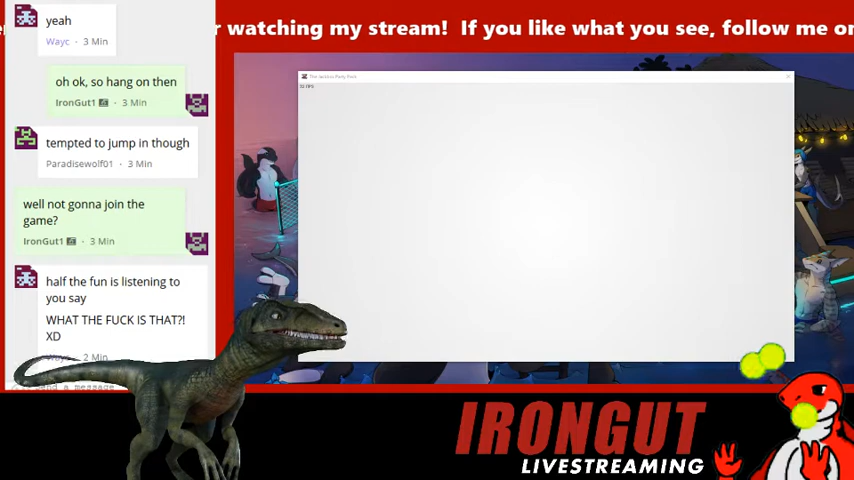 yeah
Wayc · 3 Min
oh ok, so hang on then
IronGut1 · 3 Min
tempted to jump in though
Paradisewolf01 · 3 Min
well not gonna join the
game?
IronGut1 · 3 Min
half the fun is listening to
you say
WHAT THE FUCK IS THAT?!
XD
Wayc · 2 Min
send a message
r watching my stream! If you like what you see, follow me on
IRONGUT
LIVESTREAMING